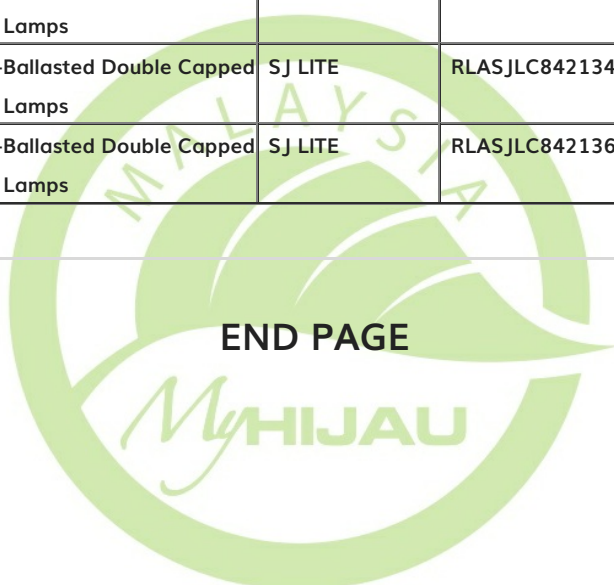 Lamps
-Ballasted Double Capped SJ LITE RLASJLC842134
Lamps
-Ballasted Double Capped SJ LITE RLASJLC842136
Lamps
MALAYSIA
END PAGE
MyHIJAU